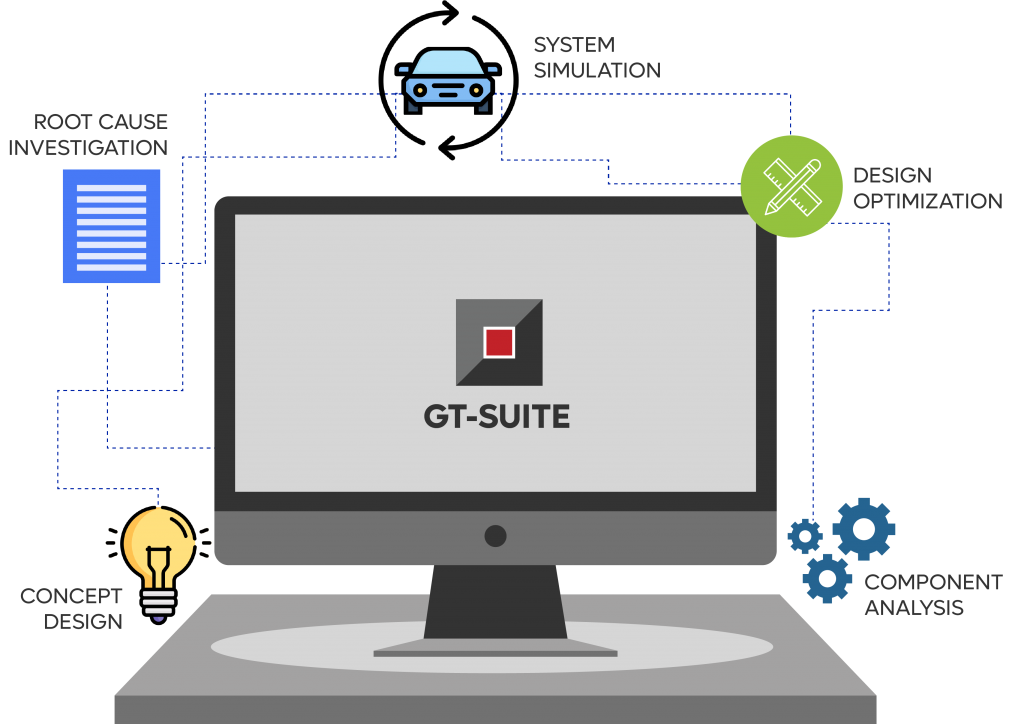 SYSTEM
SIMULATION
ROOT CAUSE
INVESTIGATION
DESIGN
OPTIMIZATION
GT-SUITE
CONCEPT
DESIGN
COMPONENT
ANALYSIS